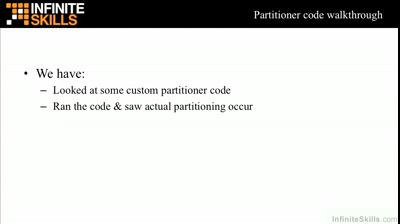 INFINITE
SKILLS
Partitioner code walkthrough
• We have:
– Looked at some custom partitioner code
– Ran the code & saw actual partitioning occur
InfiniteSkills.com